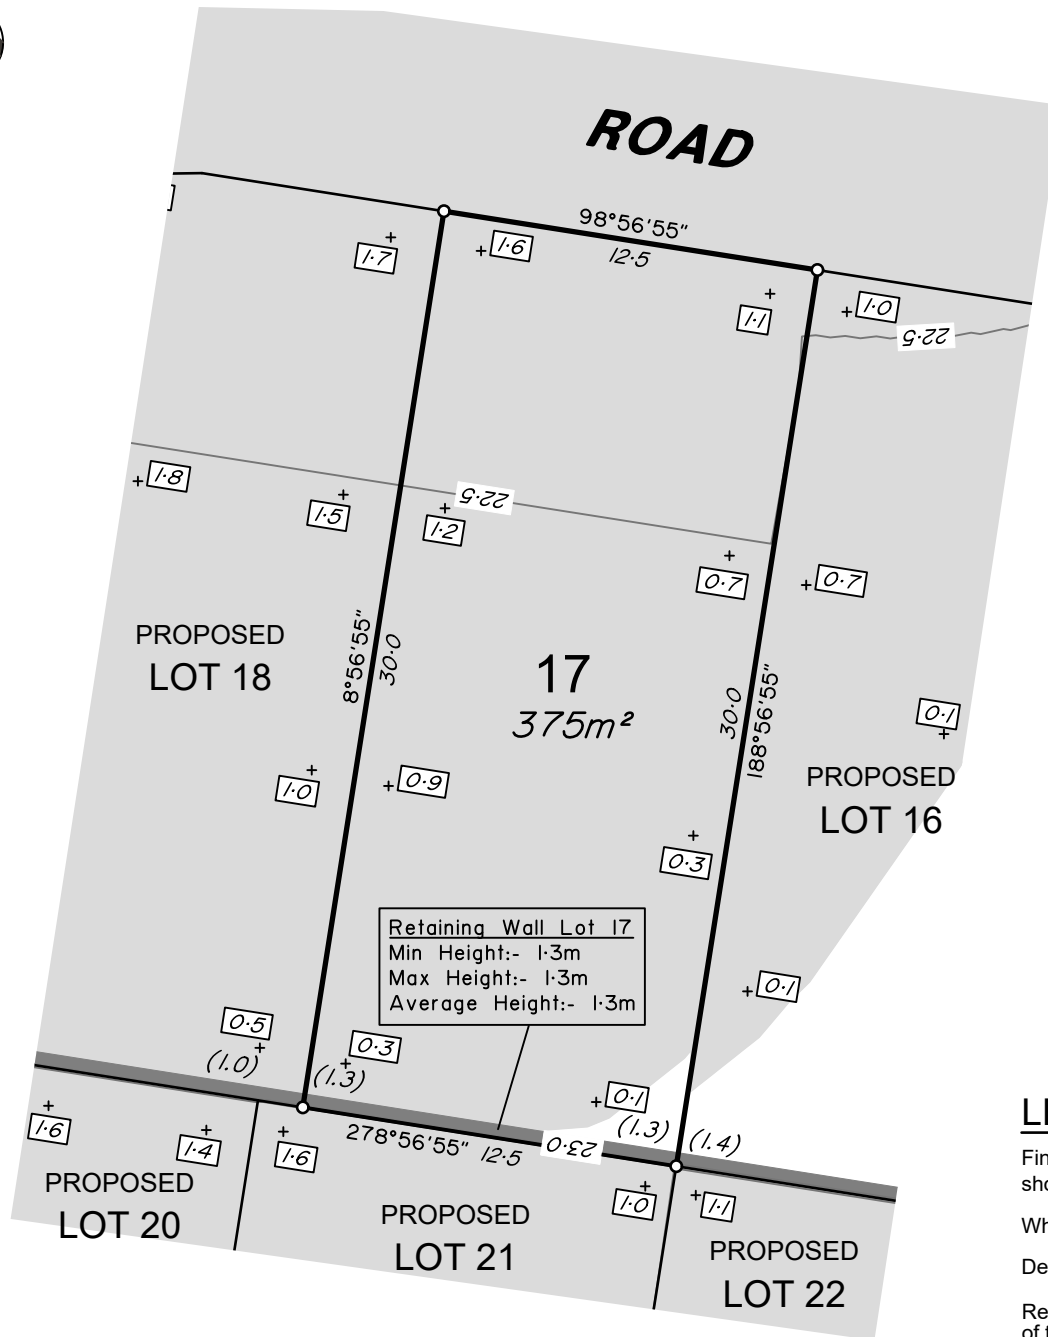 ROAD
98°56'55"
12·5
1·7
1·6
1·1
1·0
22·5
1·8
1·5
22·5
1·2
0·7
0·7
PROPOSED
LOT 18
8°56'55"
30·0
17
375m²
30·0
188°56'55"
0·1
PROPOSED
LOT 16
1·0
0·9
0·3
Retaining Wall Lot 17
Min Height:- 1·3m
Max Height:- 1·3m
Average Height:- 1·3m
0·1
0·5
(1.0)
0·3
(1.3)
0·1
(1.3)
(1.4)
278°56'55"
12·5
23·0
1·6
1·4
1·6
1·0
1·1
PROPOSED
LOT 20
PROPOSED
LOT 21
PROPOSED
LOT 22
Fin
sho
Wh
De
Re